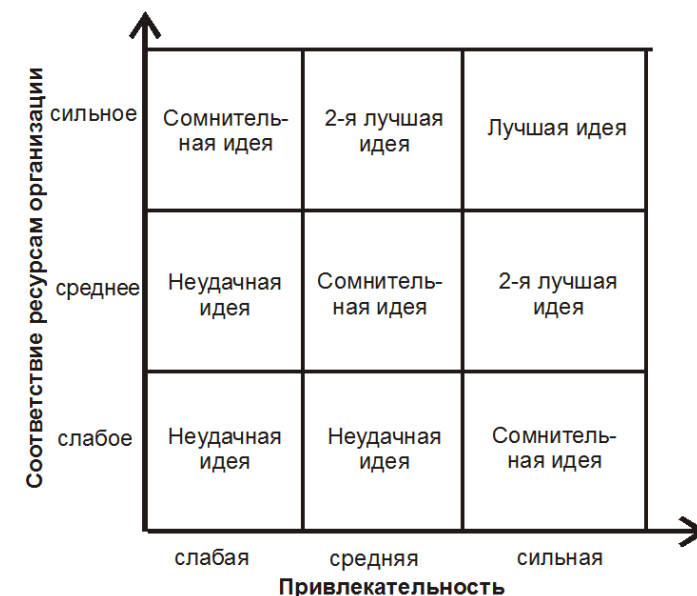 Соответствие ресурсам организации
сильное
Сомнитель-
ная идея
2-я лучшая
идея
Лучшая идея
среднее
Неудачная
идея
Сомнитель-
ная идея
2-я лучшая
идея
слабое
Неудачная
идея
Неудачная
идея
Сомнитель-
ная идея
слабая
средняя
сильная
Привлекательность